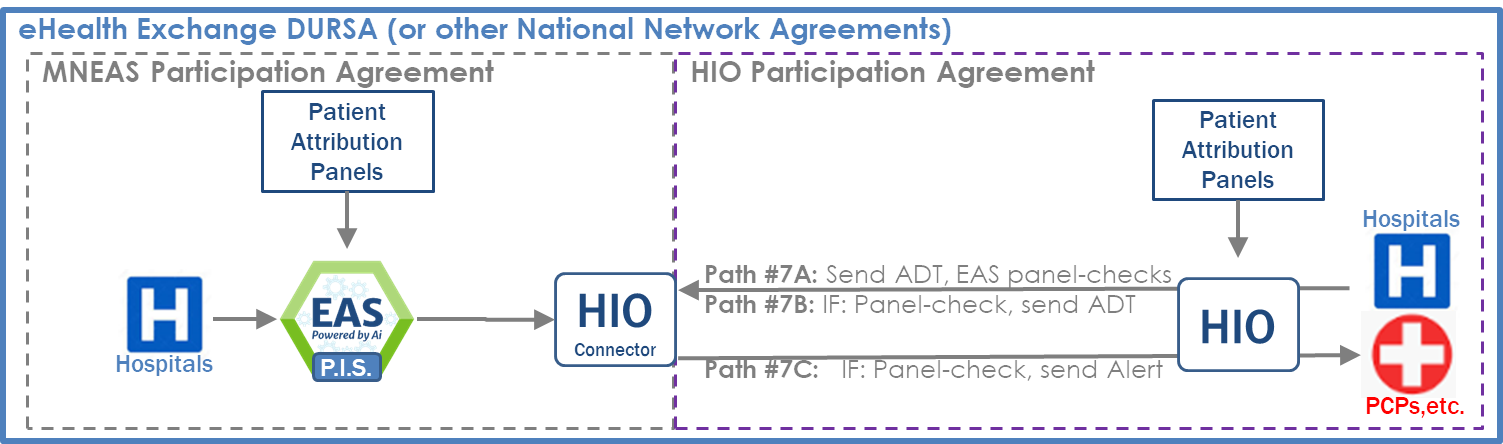 eHealth Exchange DURSA (or other National Network Agreements)
MNEAS Participation Agreement
Patient
Attribution
Panels
H
Hospitals
EAS
Powered by Ai
P.I.S.
HIO
Connector
HIO Participation Agreement
Patient
Attribution
Panels
Path #7A: Send ADT, EAS panel-checks
Path #7B: IF: Panel-check, send ADT
Path #7C: IF: Panel-check, send Alert
HIO
Hospitals
H
PCPs,etc.